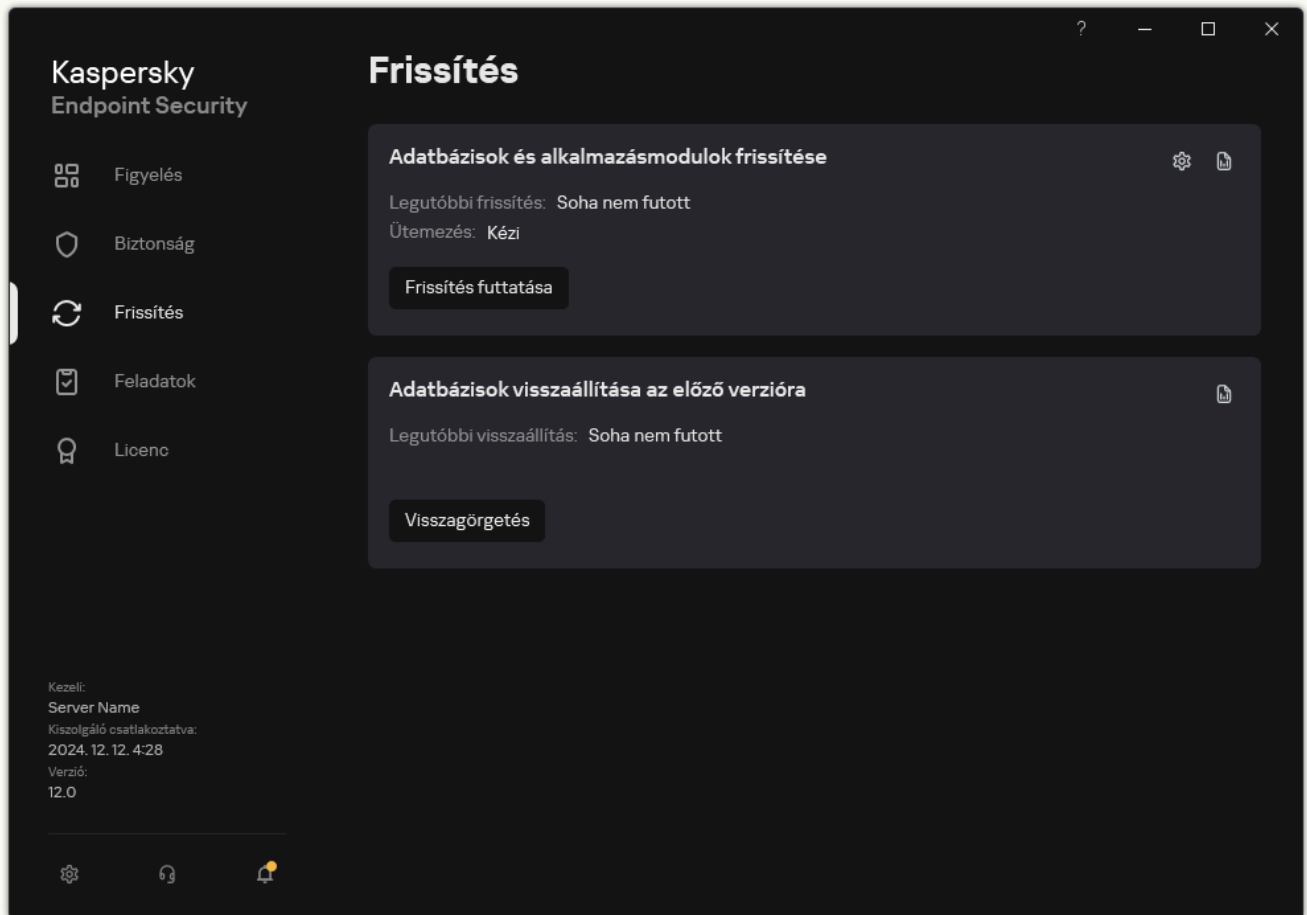 ?
Kaspersky
Endpoint Security
Frissítés
Figyelés
Biztonság
Frissítés
Feladatok
Licenc
Adatbázisok és alkalmazásmodulok frissítése
Legutóbbi frissítés: Soha nem futott
Ütemezés: Kézi
Frissítés futtatása
Adatbázisok visszaállítása az előző verzióra
Legutóbbi visszaállítás: Soha nem futott
Visszagörgetés
Kezeli:
Server Name
Kiszolgáló csatlakoztatva:
2024. 12. 12. 4:28
Verzió:
12.0